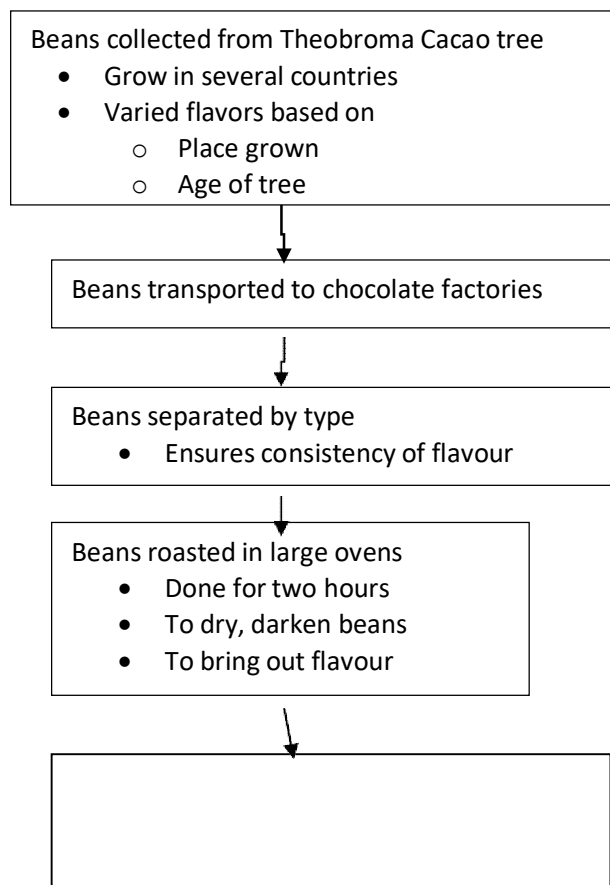 Beans collected from Theobroma Cacao tree
• Grow in several countries
• Varied flavors based on
o Place grown
o Age of tree
Beans transported to chocolate factories
Beans separated by type
• Ensures consistency of flavour
Beans roasted in large ovens
• Done for two hours
• To dry, darken beans
• To bring out flavour